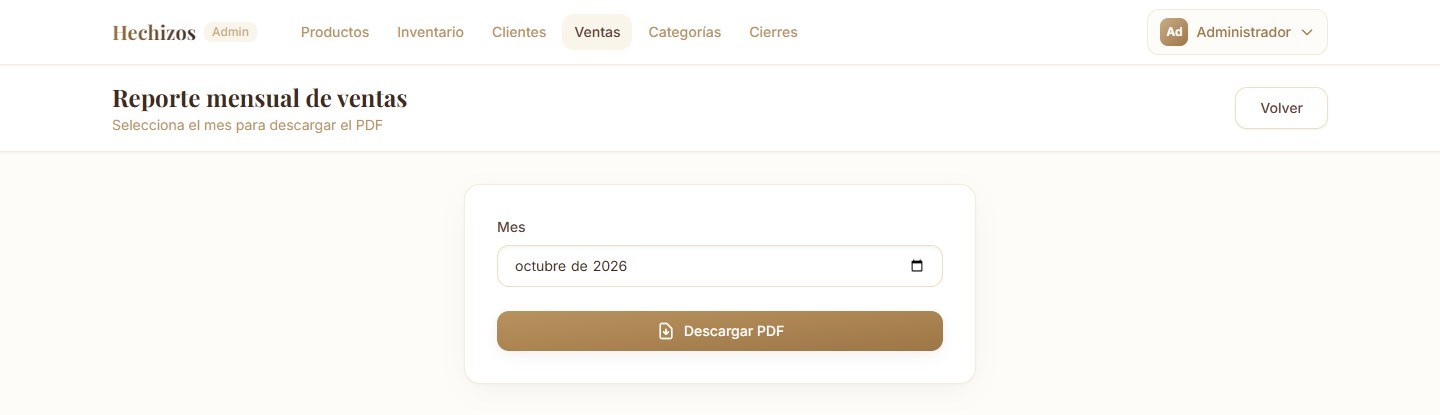 Hechizos Admin Productos Inventario Clientes Ventas Categorías Cierres Ad Administrador
Reporte mensual de ventas
Selecciona el mes para descargar el PDF
Volver
Mes
octubre de 2026
Descargar PDF